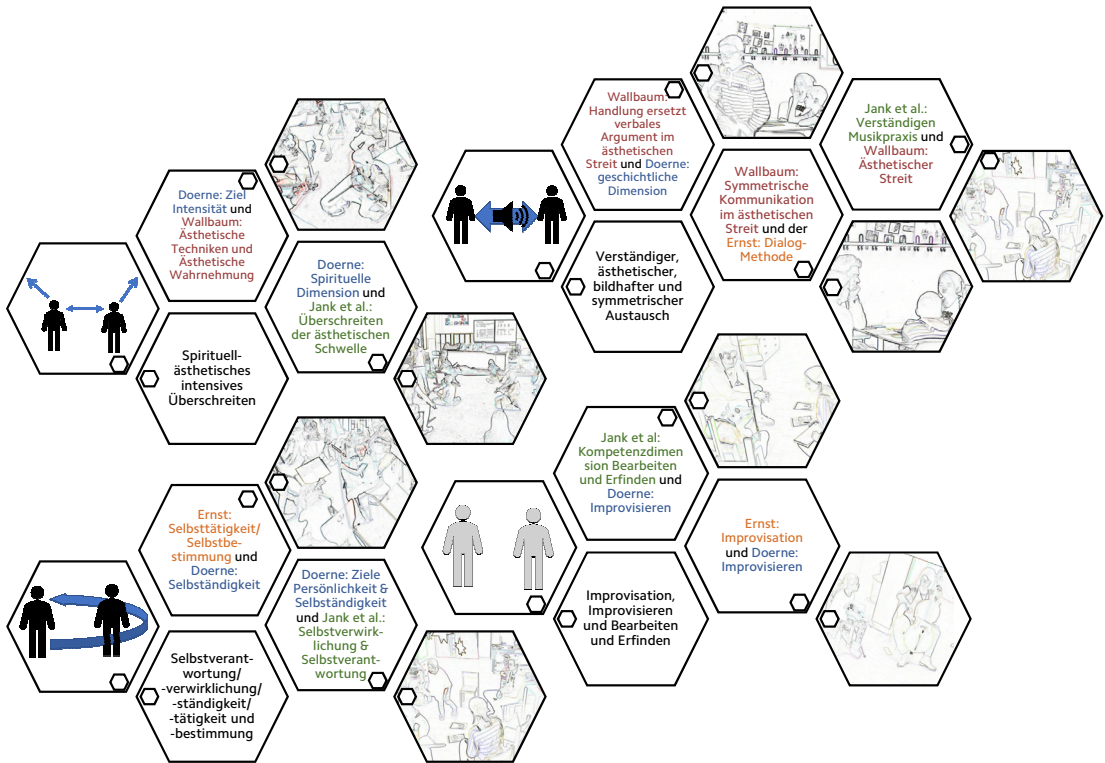 Doerne: Ziel
Intensität und
Wallbaum:
Ästhetische
Techniken und
Ästhetische
Wahrnehmung
Doerne:
Spirituelle
Dimension und
Jank et al.:
Überschreiten
der ästhetischen
Schwelle
Spirituell-
ästhetisches
intensives
Überschreiten
Wallbaum:
Handlung ersetzt
verbales
Argument im
ästhetischen
Streit und Doerne:
geschichtliche
Dimension
Wallbaum:
Symmetrische
Kommunikation
im ästhetischen
Streit und der
Ernst: Dialog-
Methode
Jank et al.:
Verständigen
Musikpraxis und
Wallbaum:
Ästhetischer
Streit
Verständiger,
ästhetischer,
bildhafter und
symmetrischer
Austausch
Ernst:
Selbsttätigkeit/
Selbstbe-
stimmung und
Doerne:
Selbständigkeit
Doerne: Ziele
Persönlichkeit &
Selbständigkeit
und Jank et al.:
Selbstverwirk-
lichung &
Selbstverant-
wortung
Selbstverant-
wortung/
-verwirklichung/
-ständigkeit/
-tätigkeit und
-bestimmung
Jank et al:
Kompetenzdimen
sion Bearbeiten
und Erfinden und
Doerne:
Improvisieren
Ernst:
Improvisation
und Doerne:
Improvisieren
Improvisation,
Improvisieren
und Bearbeiten
und Erfinden